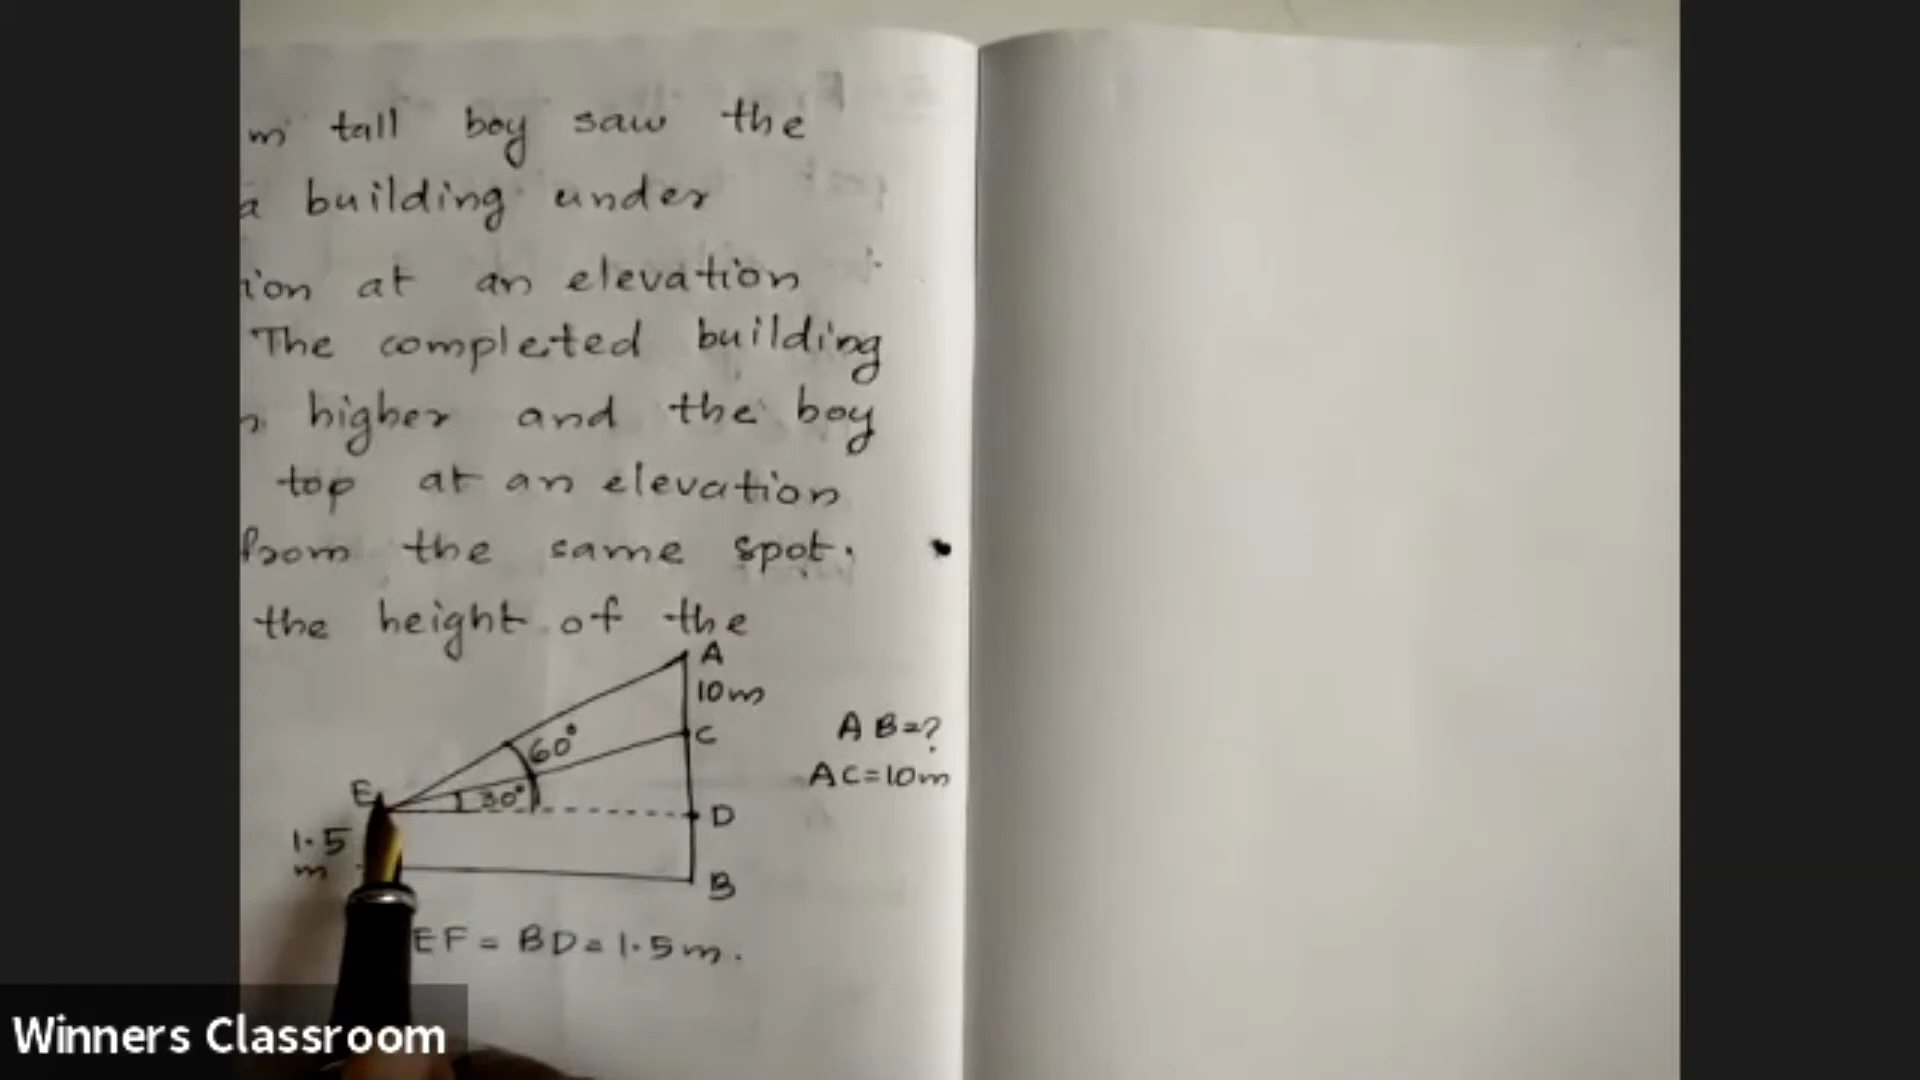 m tall boy saw the
a building under
ion at an elevation
The completed building
higher and the boy
top at an elevation
from the same spot.
the height of the
A
10m
C
60°
AB=?
AC=10m
E
30°
D
1.5
m
B
EF = BD = 1.5m.
Winners Classroom